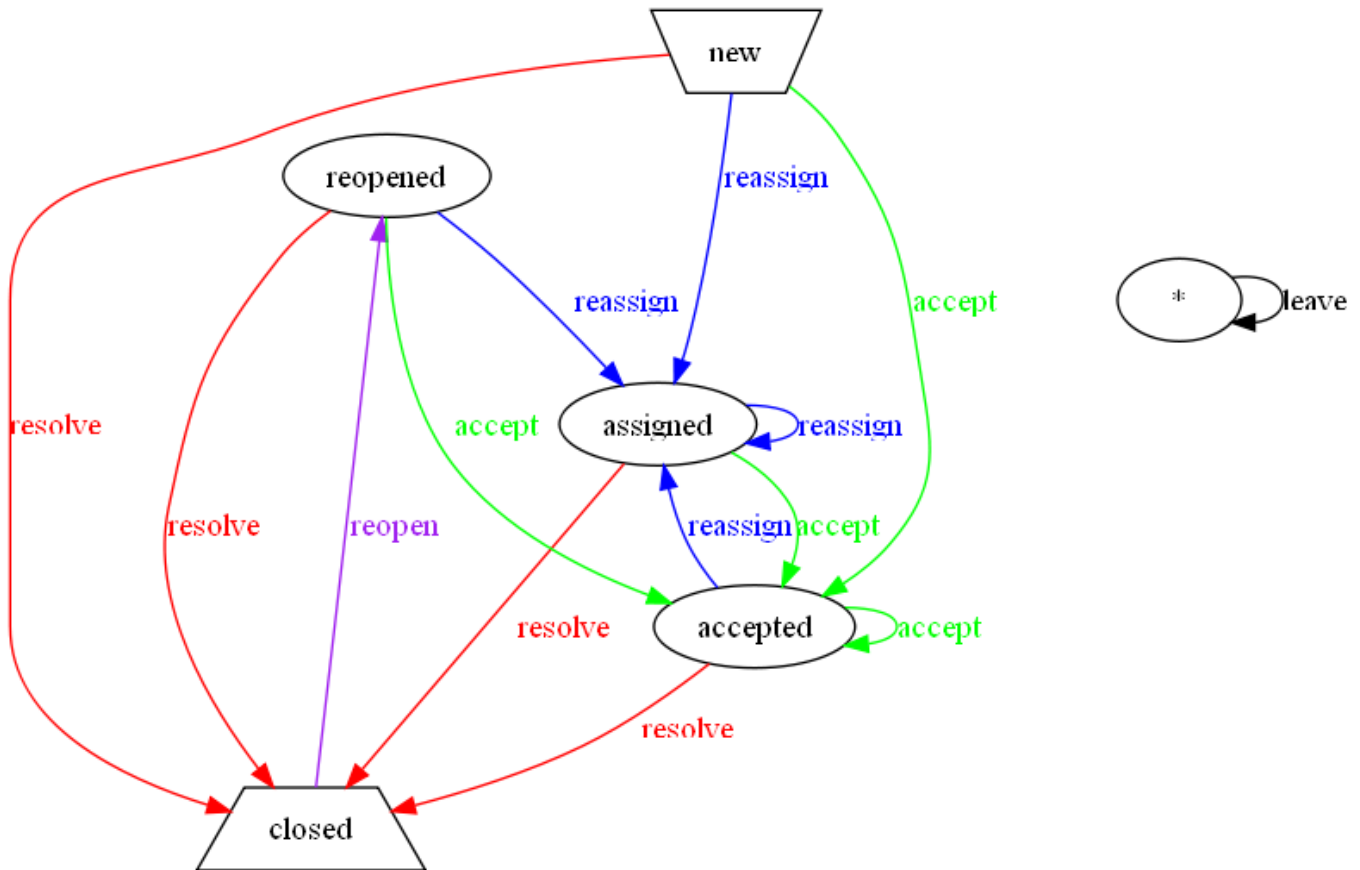 new
reopened
reassign
reassign
accept
*
leave
resolve
accept
assigned
reassign
resolve
reopen
reassign
accept
resolve
accepted
accept
resolve
closed